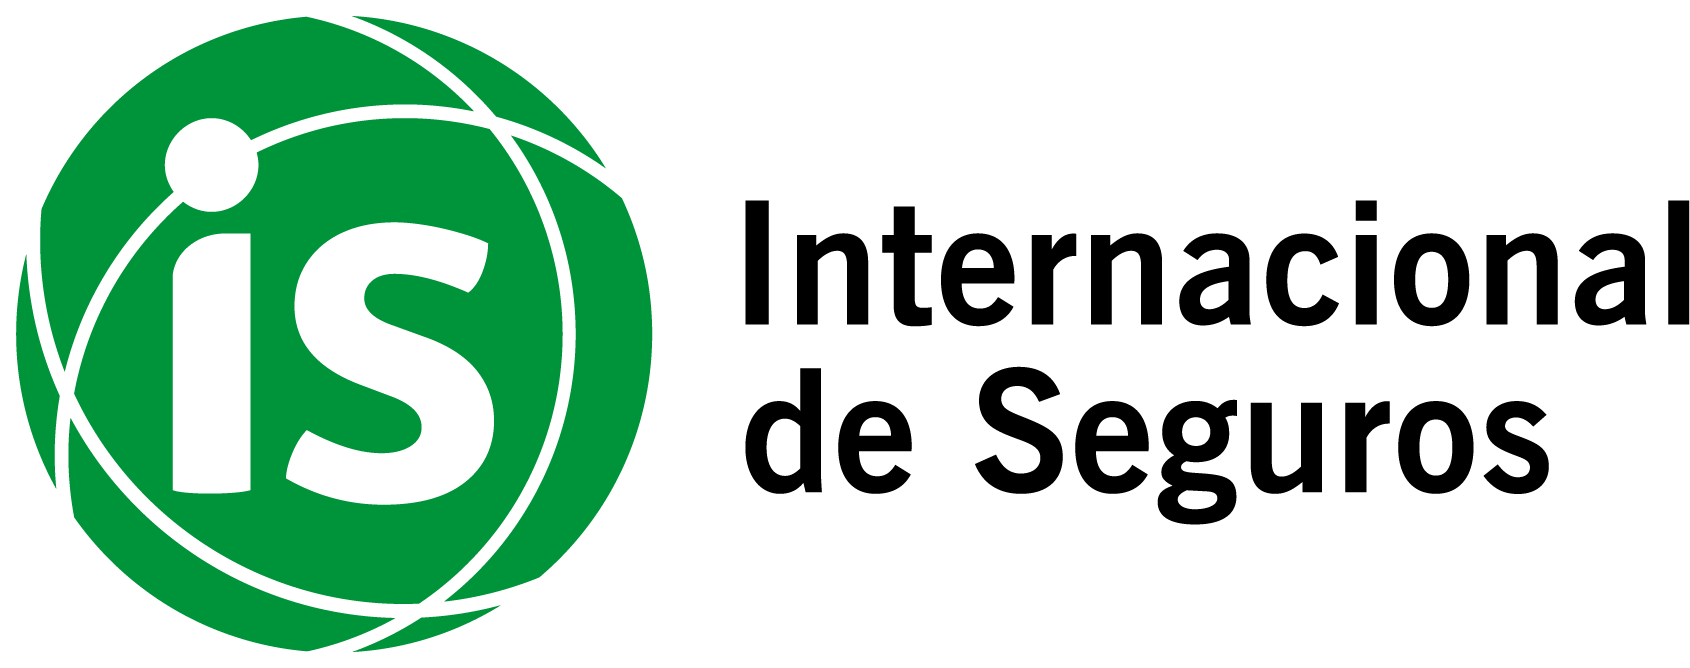 is
Internacional
de Seguros